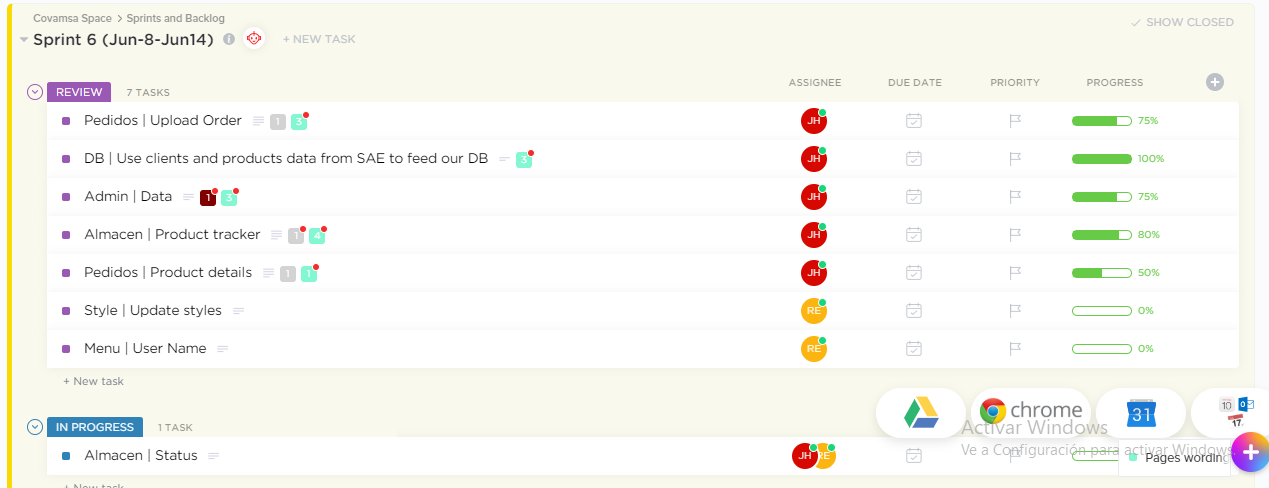 Covamsa Space > Sprints and Backlog
SHOW CLOSED
Sprint 6 (Jun-8-Jun14)
+ NEW TASK
REVIEW 7 TASKS ASSIGNEE DUE DATE PRIORITY PROGRESS
Pedidos | Upload Order 1 3 JH 75%
DB | Use clients and products data from SAE to feed our DB 3 JH 100%
Admin | Data 1 3 JH 75%
Almacen | Product tracker 1 4 JH 80%
Pedidos | Product details 1 1 JH 50%
Style | Update styles RE 0%
Menu | User Name RE 0%
+ New task
chrome
31
10
17
IN PROGRESS 1 TASK
Activar Windows
Ve a Configuración para activar Windows.
Almacen | Status JH RE
Pages wording
+ New task